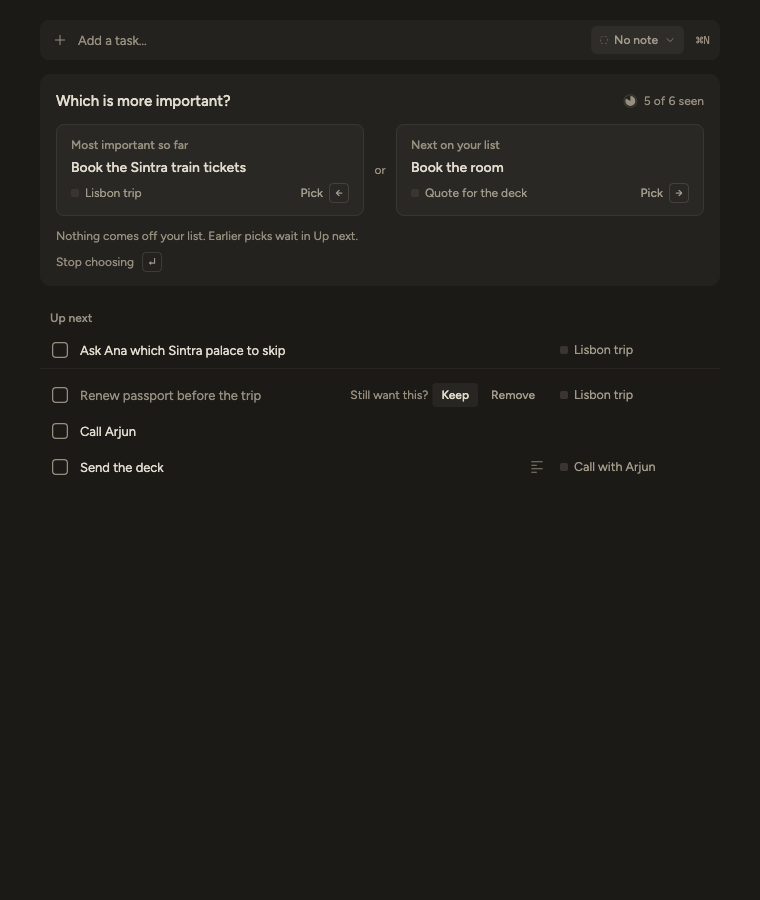 Add a task...
No note
⌘N
Which is more important?
5 of 6 seen
Most important so far
Book the Sintra train tickets
Lisbon trip
Pick ←
or
Next on your list
Book the room
Quote for the deck
Pick →
Nothing comes off your list. Earlier picks wait in Up next.
Stop choosing ↵
Up next
Ask Ana which Sintra palace to skip
Lisbon trip
Renew passport before the trip
Still want this?
Keep
Remove
Lisbon trip
Call Arjun
Send the deck
Call with Arjun